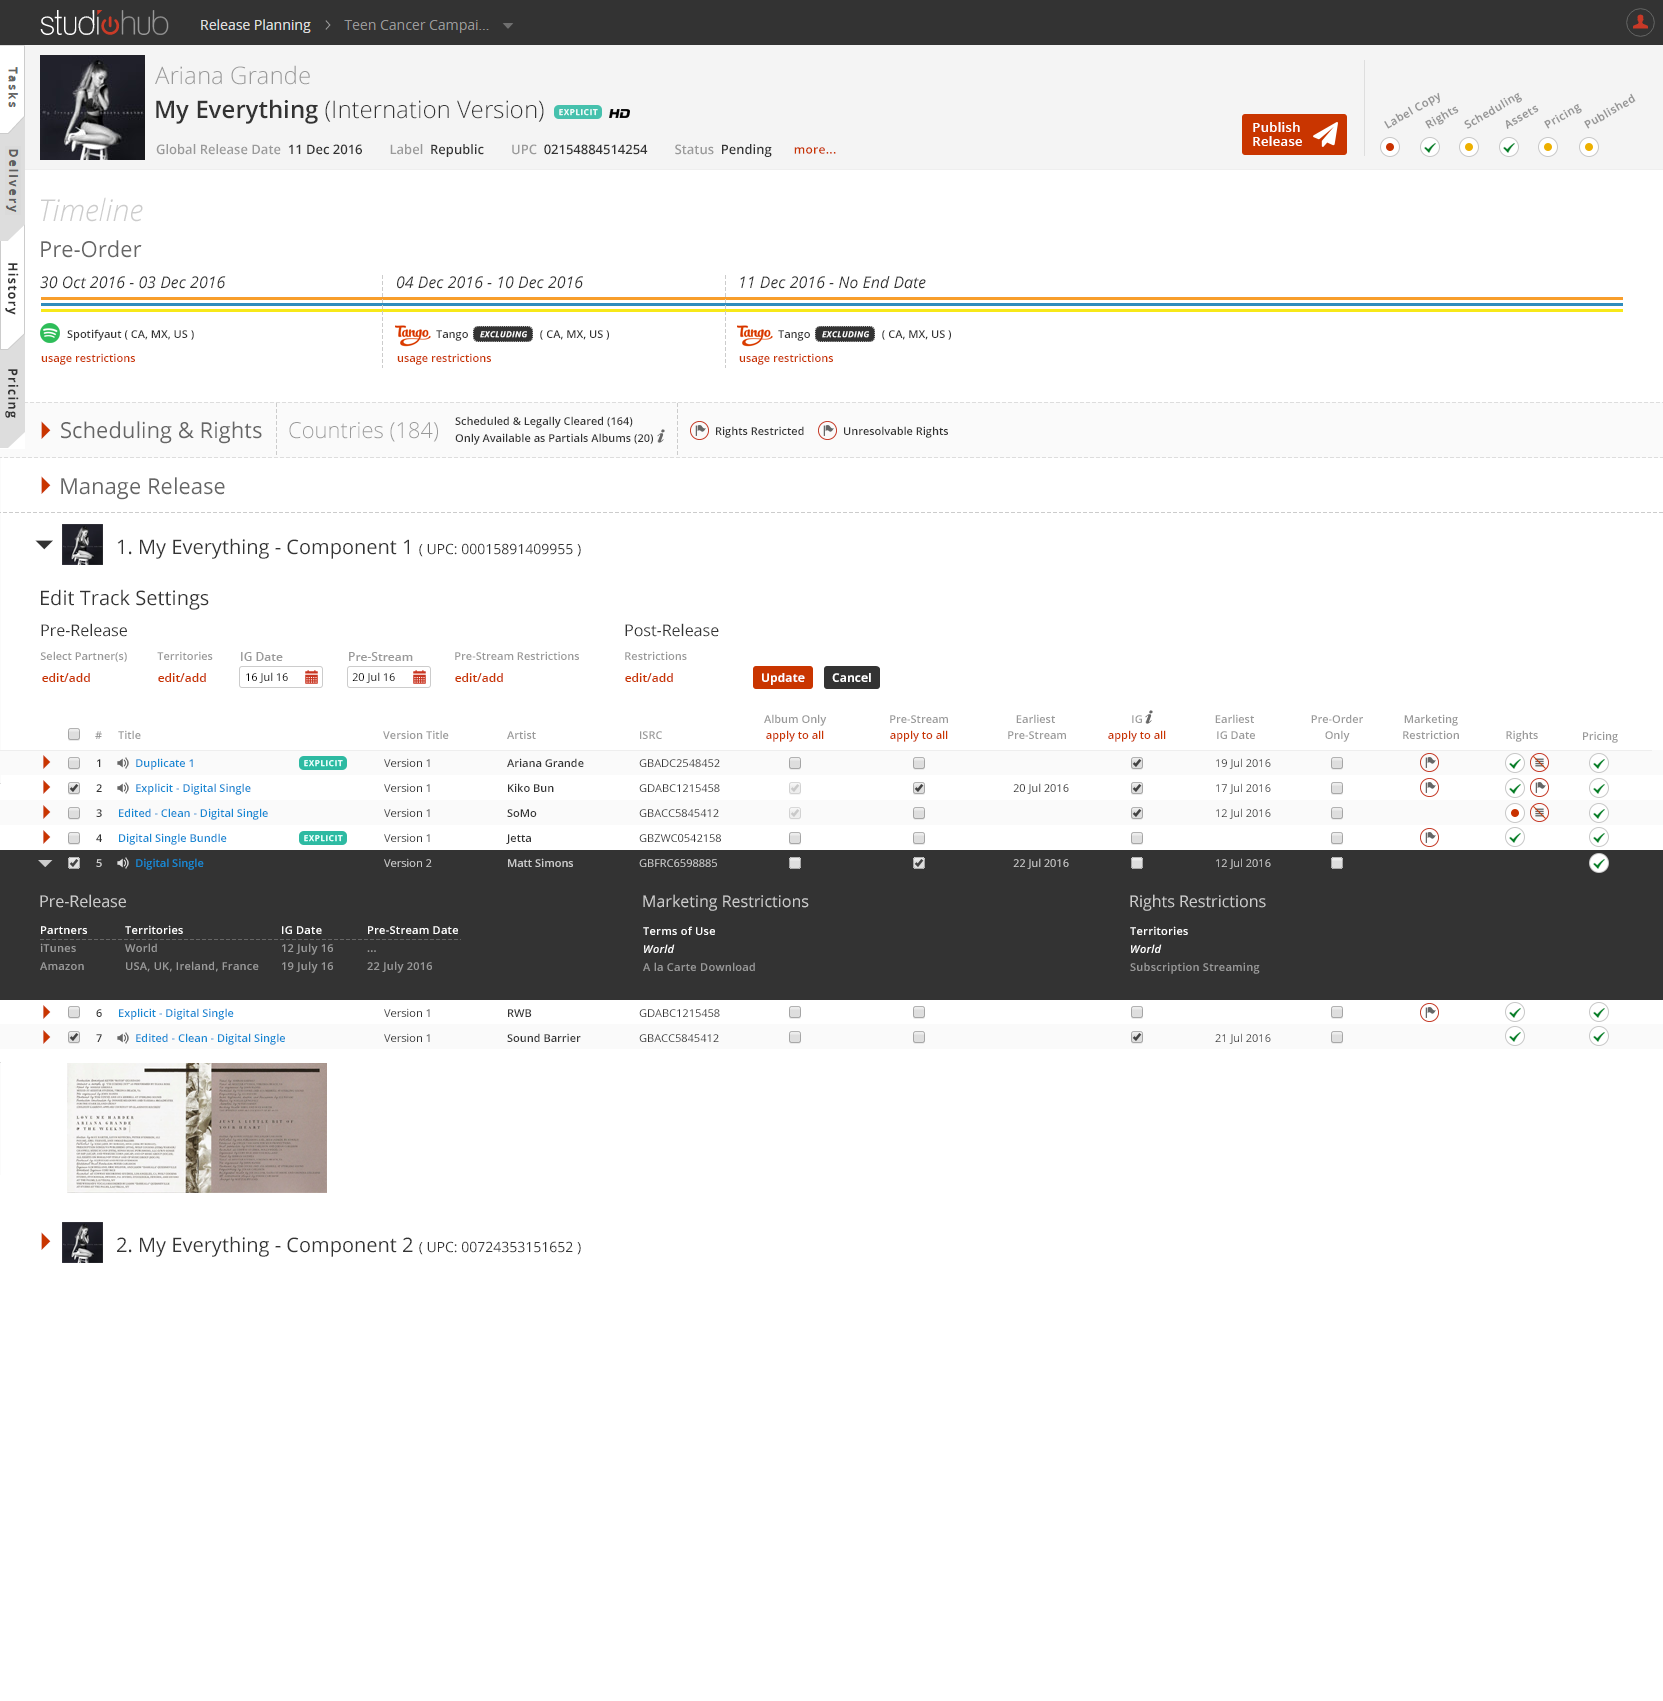 studiohub
Release Planning > Teen Cancer Campai...
Tasks
Delivery
History
Pricing
Ariana Grande
My Everything (Internation Version) EXPLICIT HD
Global Release Date 11 Dec 2016 Label Republic UPC 02154884514254 Status Pending more...
Publish Release
Label Copy Rights Scheduling Assets Pricing Published
Timeline
Pre-Order
30 Oct 2016 - 03 Dec 2016 04 Dec 2016 - 10 Dec 2016 11 Dec 2016 - No End Date
Spotifyaut ( CA, MX, US ) Tango Tango EXCLUDING ( CA, MX, US ) Tango Tango EXCLUDING ( CA, MX, US )
usage restrictions usage restrictions usage restrictions
Scheduling & Rights Countries (184)
Scheduled & Legally Cleared (164)
Only Available as Partials Albums (20) i
Rights Restricted Unresolvable Rights
Manage Release
1. My Everything - Component 1 ( UPC: 00015891409955 )
Edit Track Settings
Pre-Release Post-Release
Select Partner(s) Territories IG Date Pre-Stream Pre-Stream Restrictions Restrictions
edit/add edit/add 16 Jul 16 20 Jul 16 edit/add edit/add Update Cancel
Album Only Pre-Stream Earliest IG i Earliest Pre-Order Marketing
# Title Version Title Artist ISRC apply to all apply to all Pre-Stream apply to all IG Date Only Restriction Rights Pricing
1 Duplicate 1 EXPLICIT Version 1 Ariana Grande GBADC2548452 19 Jul 2016
2 Explicit - Digital Single Version 1 Kiko Bun GDABC1215458 20 Jul 2016 17 Jul 2016
3 Edited - Clean - Digital Single Version 1 SoMo GBACC5845412 12 Jul 2016
4 Digital Single Bundle EXPLICIT Version 1 Jetta GBZWC0542158
5 Digital Single Version 2 Matt Simons GBFRC6598885 22 Jul 2016 12 Jul 2016
Pre-Release Marketing Restrictions Rights Restrictions
Partners Territories IG Date Pre-Stream Date Terms of Use Territories
iTunes World 12 July 16 ... World World
Amazon USA, UK, Ireland, France 19 July 16 22 July 2016 A la Carte Download Subscription Streaming
6 Explicit - Digital Single Version 1 RWB GDABC1215458
7 Edited - Clean - Digital Single Version 1 Sound Barrier GBACC5845412 21 Jul 2016
LOVE ME HARDER
ARIANA GRANDE
& THE WEEKND
JUST A LITTLE BIT OF
YOUR HEART
2. My Everything - Component 2 ( UPC: 00724353151652 )